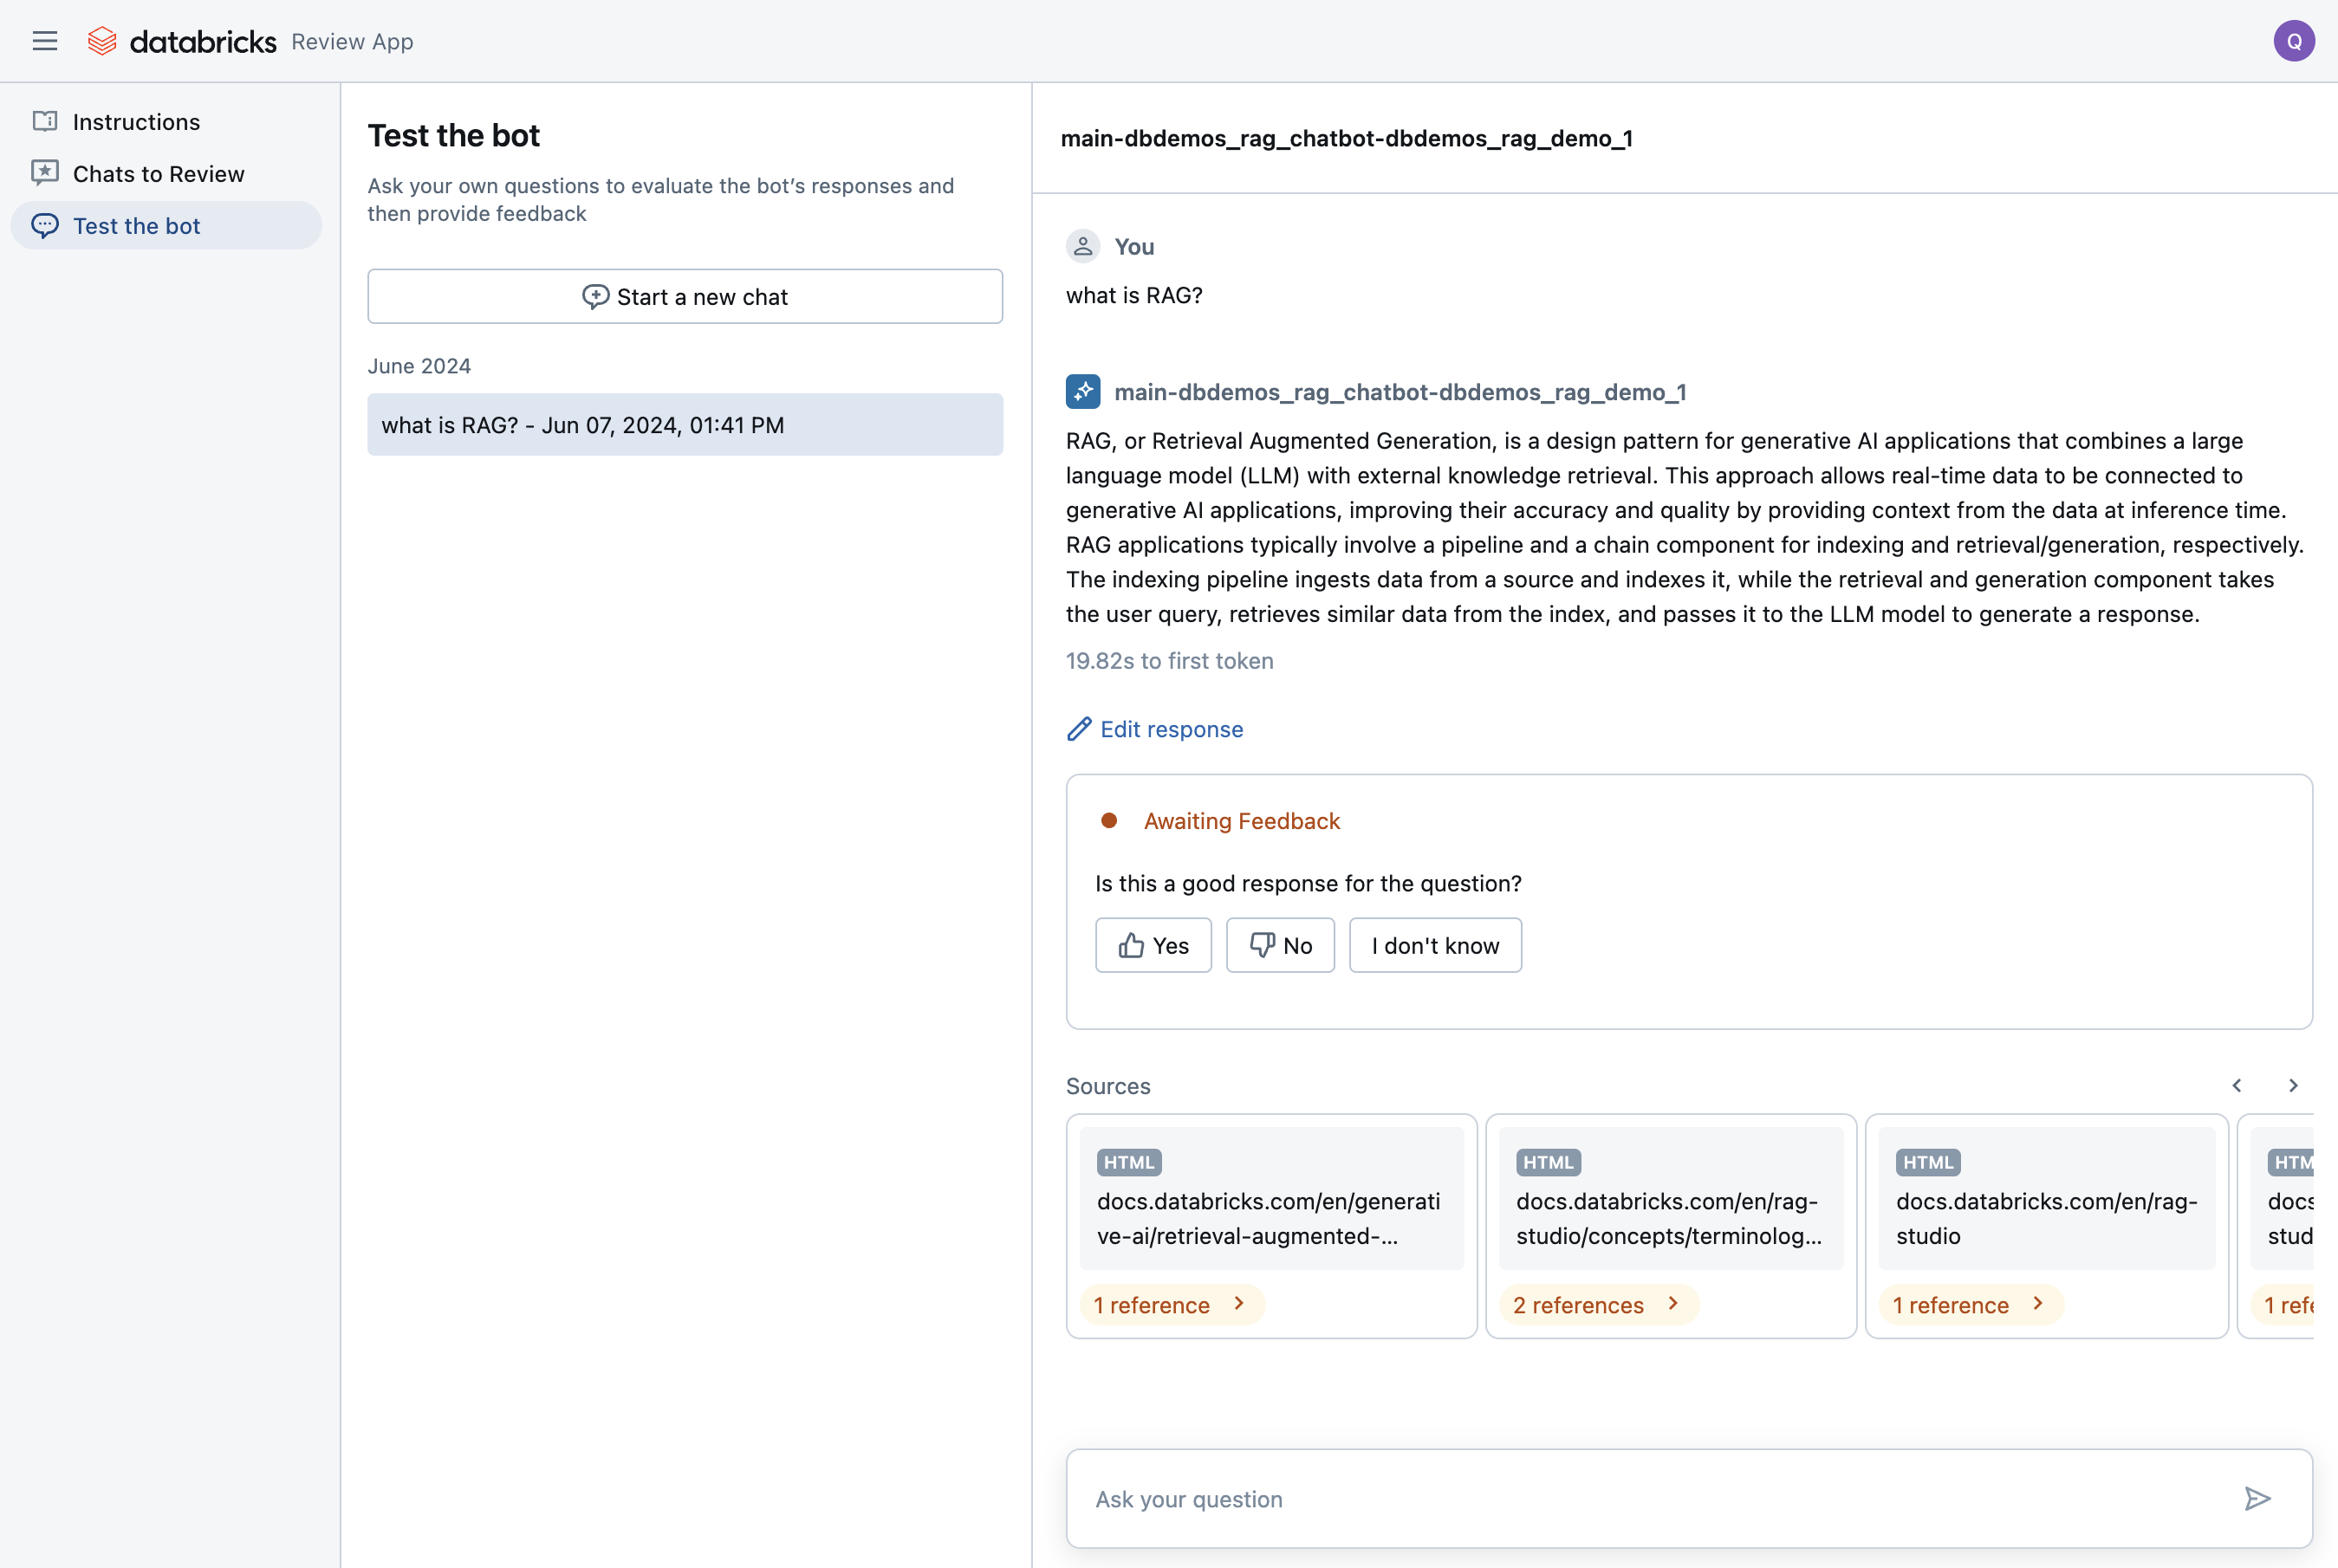 databricks Review App
Q
Instructions
Chats to Review
Test the bot
Test the bot
Ask your own questions to evaluate the bot’s responses and
then provide feedback
Start a new chat
June 2024
what is RAG? - Jun 07, 2024, 01:41 PM
main-dbdemos_rag_chatbot-dbdemos_rag_demo_1
You
what is RAG?
main-dbdemos_rag_chatbot-dbdemos_rag_demo_1
RAG, or Retrieval Augmented Generation, is a design pattern for generative AI applications that combines a large
language model (LLM) with external knowledge retrieval. This approach allows real-time data to be connected to
generative AI applications, improving their accuracy and quality by providing context from the data at inference time.
RAG applications typically involve a pipeline and a chain component for indexing and retrieval/generation, respectively.
The indexing pipeline ingests data from a source and indexes it, while the retrieval and generation component takes
the user query, retrieves similar data from the index, and passes it to the LLM model to generate a response.
19.82s to first token
Edit response
Awaiting Feedback
Is this a good response for the question?
Yes
No
I don't know
Sources
HTML
docs.databricks.com/en/generati
ve-ai/retrieval-augmented-...
1 reference
HTML
docs.databricks.com/en/rag-
studio/concepts/terminolog...
2 references
HTML
docs.databricks.com/en/rag-
studio
1 reference
HTM
docs
stud
1 refe
Ask your question